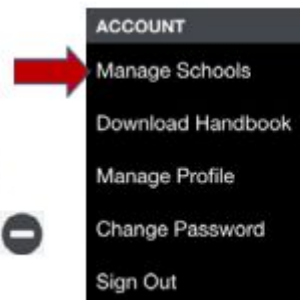 ACCOUNT
Manage Schools
Download Handbook
Manage Profile
Change Password
Sign Out